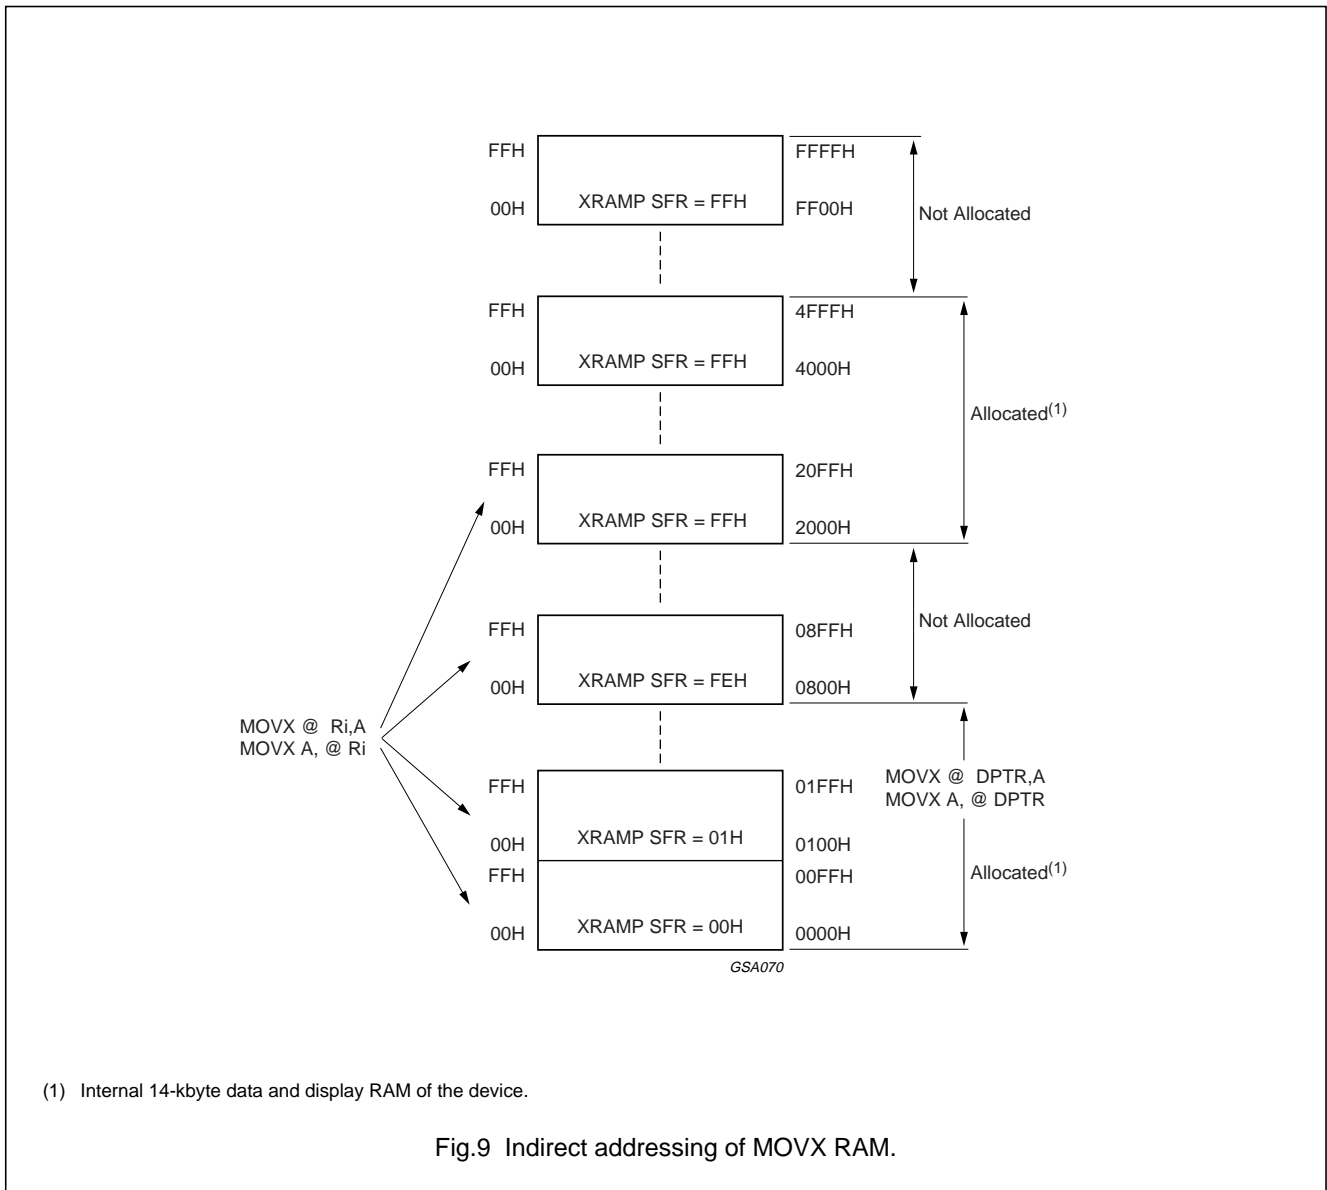 FFH FFFFH
XRAMP SFR = FFH
00H FF00H
Not Allocated
FFH 4FFFH
XRAMP SFR = FFH
00H 4000H
Allocated(1)
FFH 20FFH
XRAMP SFR = FFH
00H 2000H
Not Allocated
FFH 08FFH
XRAMP SFR = FEH
00H 0800H
MOVX @ Ri,A
MOVX A, @ Ri
MOVX @ DPTR,A
MOVX A, @ DPTR
FFH 01FFH
XRAMP SFR = 01H
00H 0100H
FFH 00FFH
Allocated(1)
XRAMP SFR = 00H
00H 0000H
GSA070
(1) Internal 14-kbyte data and display RAM of the device.
Fig.9 Indirect addressing of MOVX RAM.